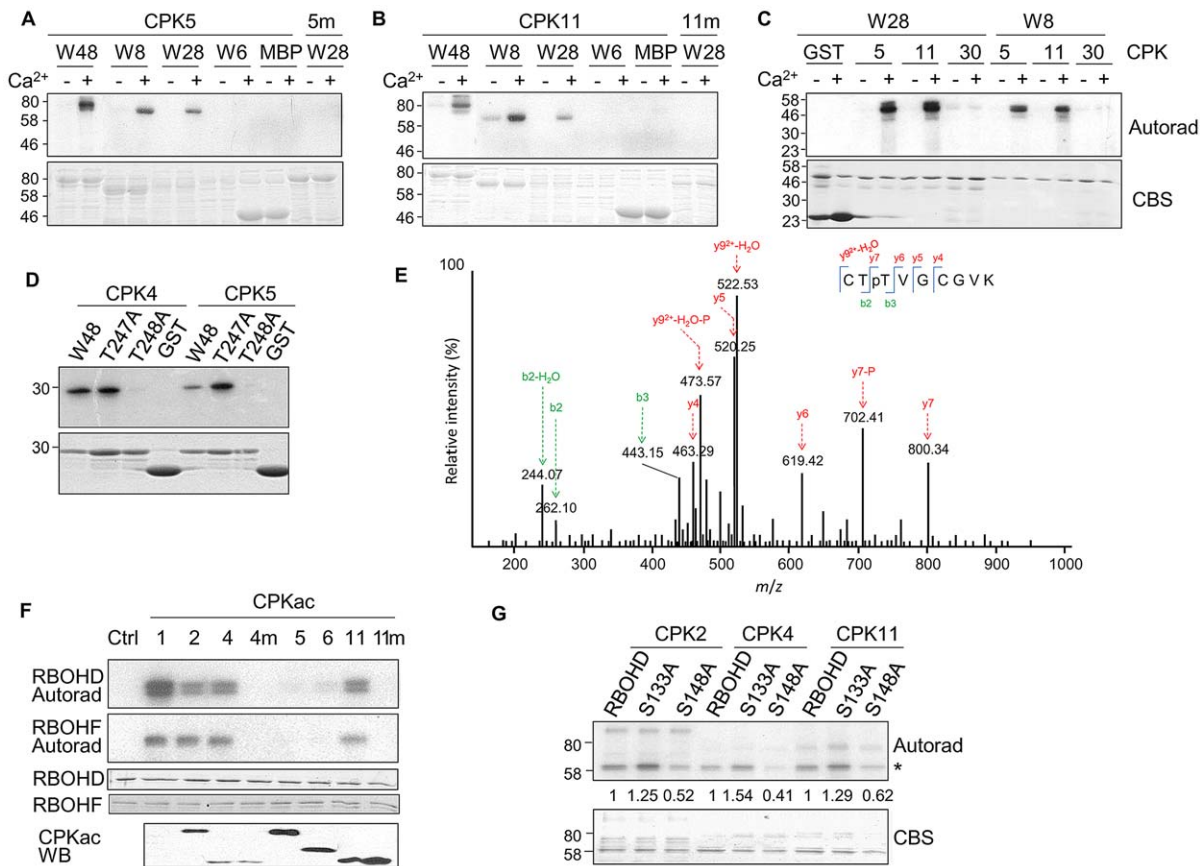 A
CPK5 5m
W48 W8 W28 W6 MBP W28
Ca²⁺ - + - + - + - + - + - +
80
58
46
80
58
46
B
CPK11 11m
W48 W8 W28 W6 MBP W28
Ca²⁺ - + - + - + - + - + - +
80
58
46
80
58
46
C
W28 W8
GST 5 11 30 5 11 30 CPK
Ca²⁺ - + - + - + - + - + - + - +
58
46
30
23
Autorad
58
46
30
23
CBS
D
CPK4 CPK5
W48 T247A T248A GST W48 T247A T248A GST
30
30
E
100
Relative intensity (%)
y9²⁺-H₂O
522.53
y5
520.25
y9²⁺-H₂O-P
473.57
b2-H₂O
244.07
b2
262.10
b3
443.15
y4
463.29
y6
619.42
y7-P
702.41
y7
800.34
y9²⁺-H₂O y7 y6 y5 y4
C T pT V G C G V K
b2 b3
200 300 400 500 600 700 800 900 1000
m/z
F
CPKac
Ctrl 1 2 4 4m 5 6 11 11m
RBOHD
Autorad
RBOHF
Autorad
RBOHD
RBOHF
CPKac
WB
G
CPK2 CPK4 CPK11
RBOHD S133A S148A RBOHD S133A S148A RBOHD S133A S148A
80
58
Autorad
*
1 1.25 0.52 1 1.54 0.41 1 1.29 0.62
80
58
CBS